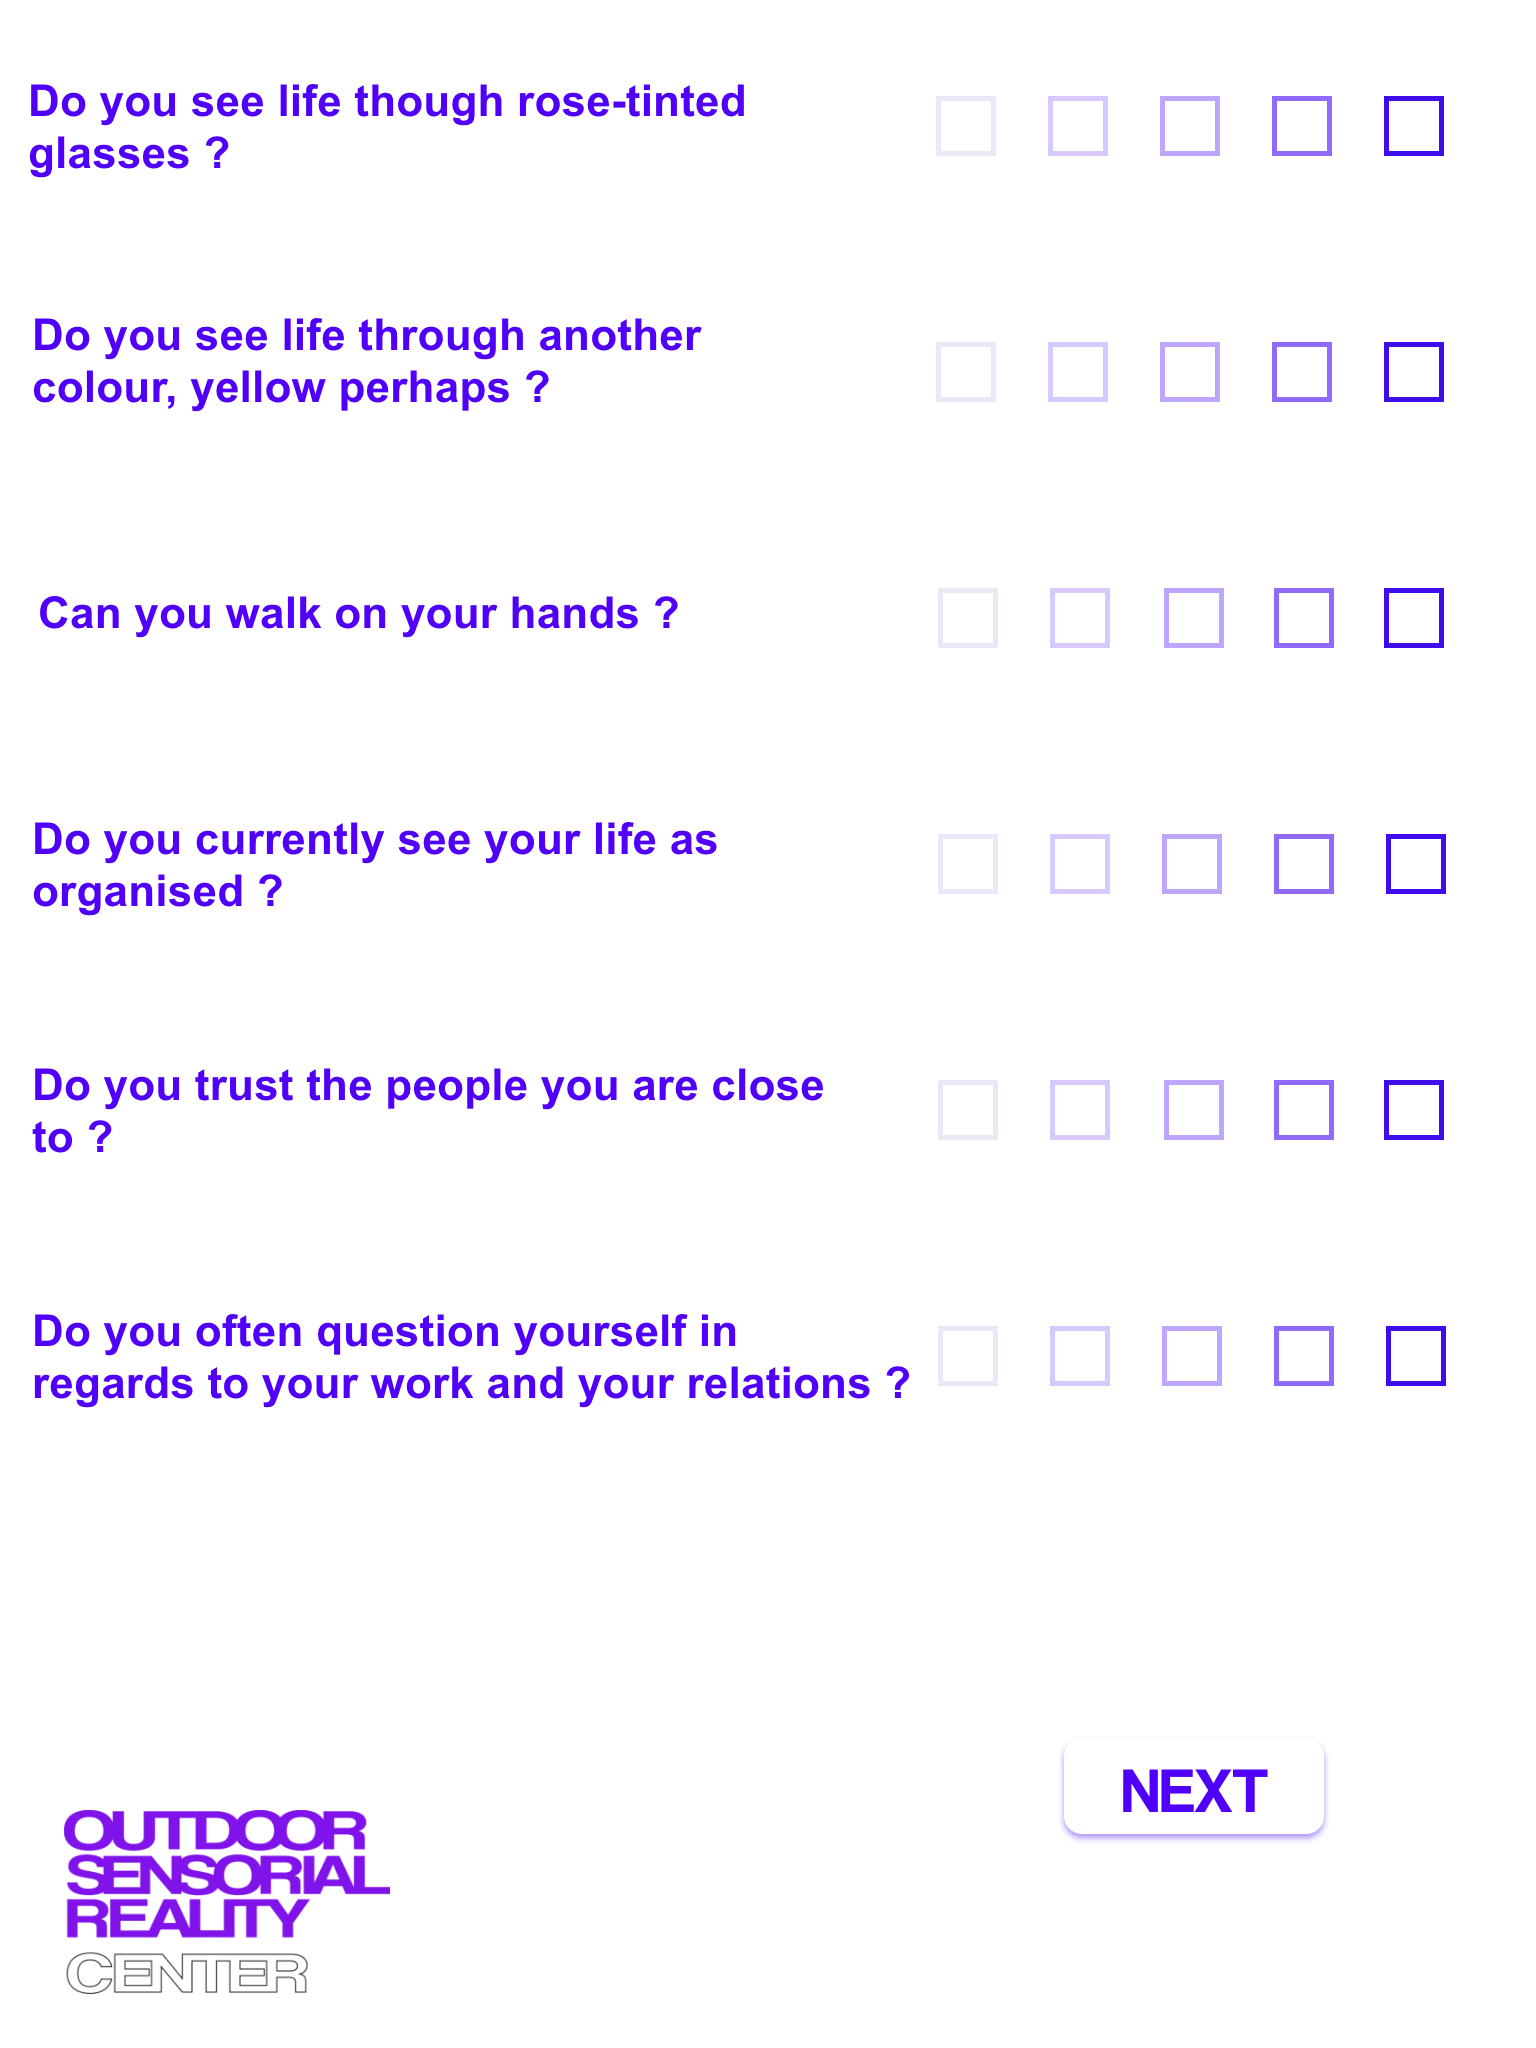 Do you see life though rose-tinted
glasses ?
Do you see life through another
colour, yellow perhaps ?
Can you walk on your hands ?
Do you currently see your life as
organised ?
Do you trust the people you are close
to ?
Do you often question yourself in
regards to your work and your relations ?
NEXT
OUTDOOR
SENSORIAL
REALITY
CENTER